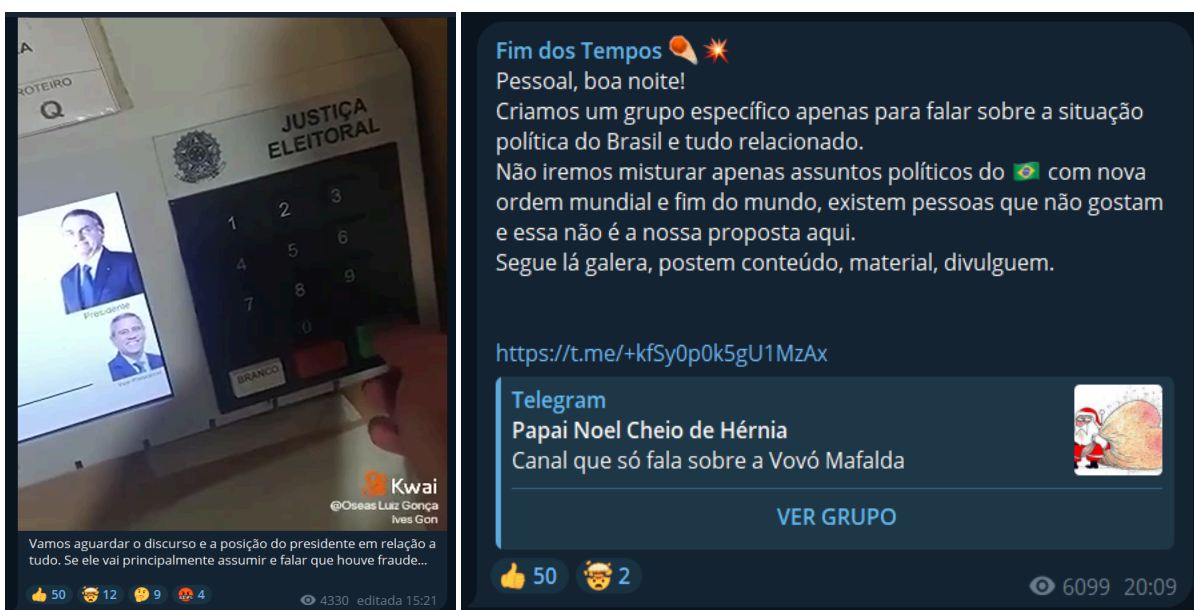 A
ROTEIRO
Q
JUSTIÇA
ELEITORAL
1 2 3
4 5 6
7 8 9
0
BRANCO
Presidente
Vice-Presidente
Kwai
@Oseas Luiz Gonça
Ives Gon
Vamos aguardar o discurso e a posição do presidente em relação a
tudo. Se ele vai principalmente assumir e falar que houve fraude...
👍 50 🤯 12 🤔 9 🤬 4
4330 editada 15:21
Fim dos Tempos ☄️ 💥
Pessoal, boa noite!
Criamos um grupo específico apenas para falar sobre a situação
política do Brasil e tudo relacionado.
Não iremos misturar apenas assuntos políticos do 🇧🇷 com nova
ordem mundial e fim do mundo, existem pessoas que não gostam
e essa não é a nossa proposta aqui.
Segue lá galera, postem conteúdo, material, divulguem.
https://t.me/+kfSy0p0k5gU1MzAx
Telegram
Papai Noel Cheio de Hérnia
Canal que só fala sobre a Vovó Mafalda
VER GRUPO
👍 50 🤯 2
6099 20:09